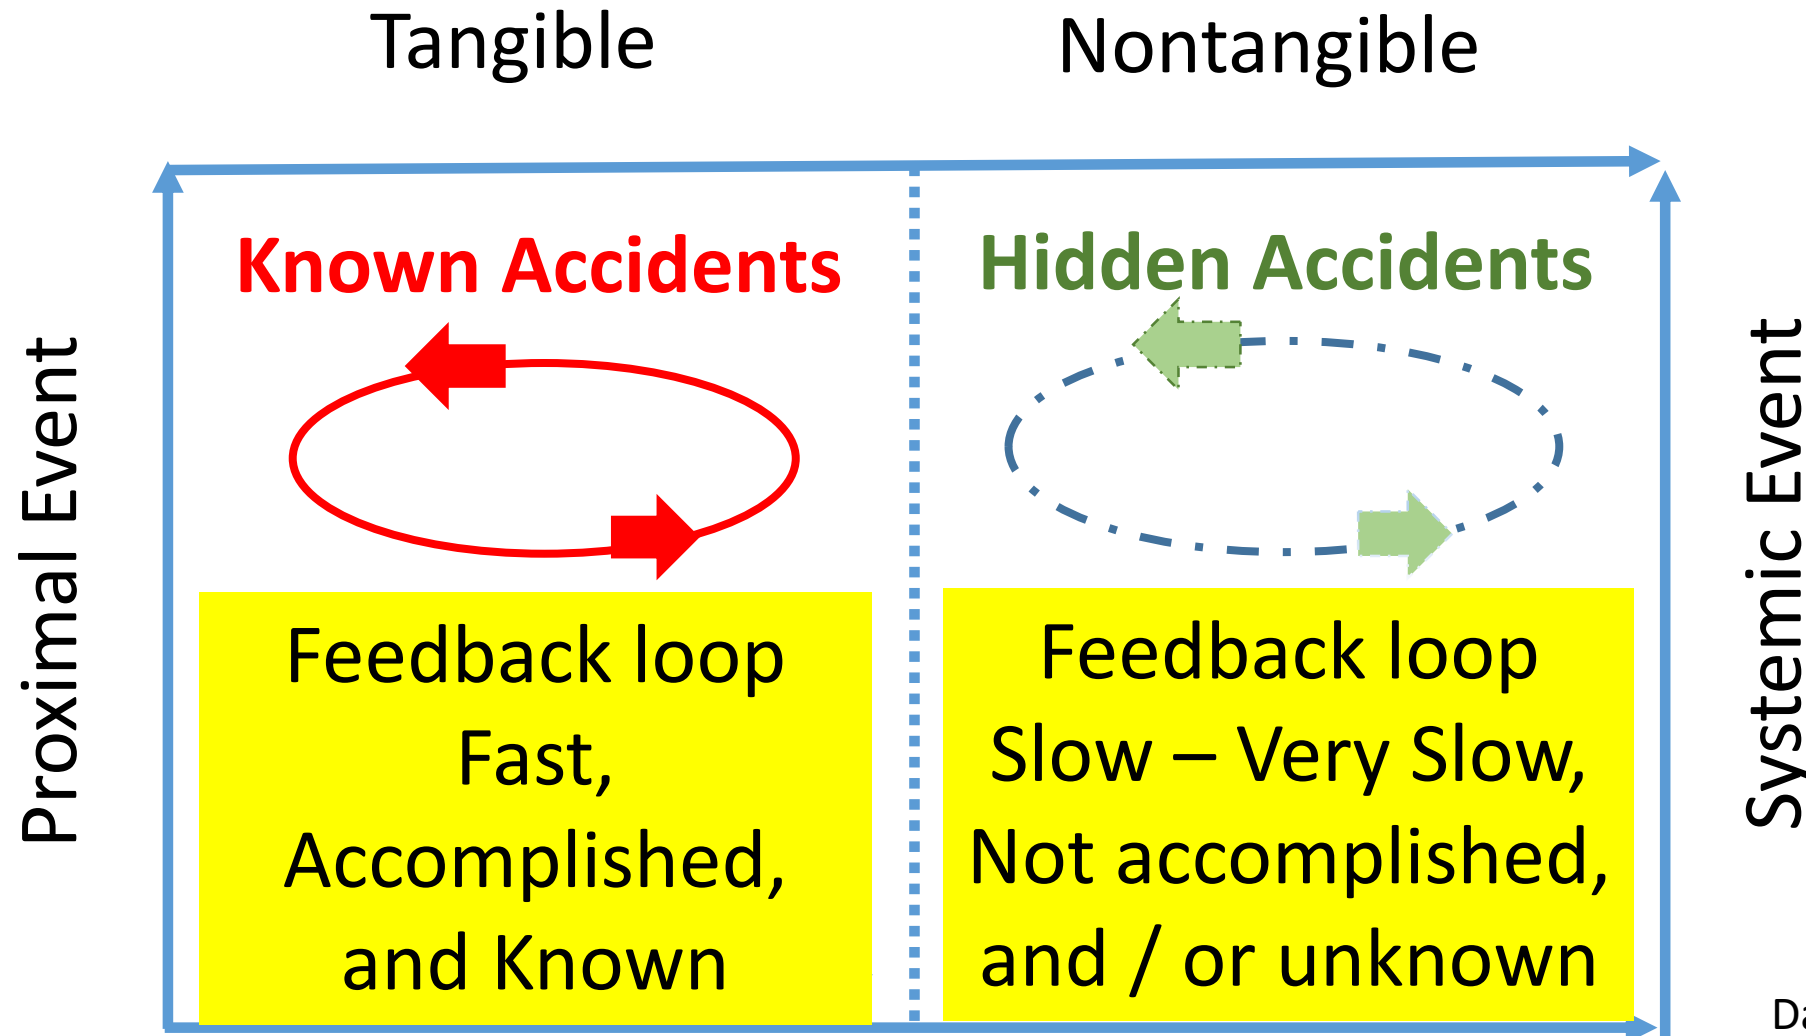 Tangible
Nontangible
Known Accidents
Hidden Accidents
Proximal Event
Systemic Event
Feedback loop
Fast,
Accomplished,
and Known
Feedback loop
Slow – Very Slow,
Not accomplished,
and / or unknown